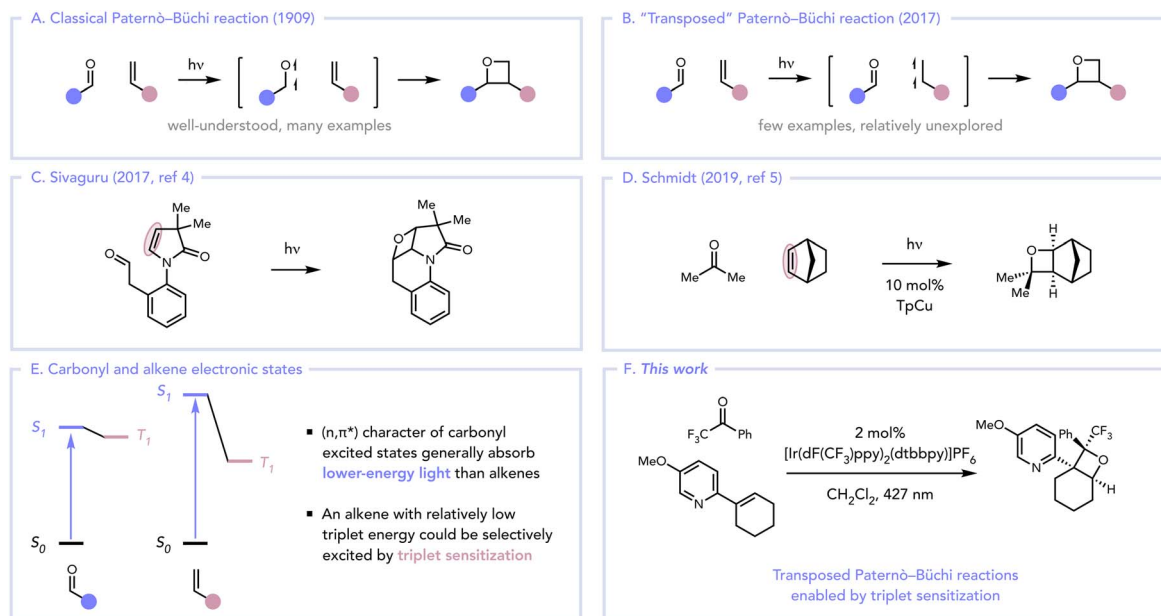 A. Classical Paternò–Büchi reaction (1909)
O
hν
O
O
well-understood, many examples
B. "Transposed" Paternò–Büchi reaction (2017)
O
hν
O
O
few examples, relatively unexplored
C. Sivaguru (2017, ref 4)
Me
Me
O
N
O
hν
Me
Me
O
N
O
D. Schmidt (2019, ref 5)
O
Me
Me
hν
10 mol%
TpCu
H
O
Me
Me
H
E. Carbonyl and alkene electronic states
S1
T1
S0
O
S1
T1
S0
▪ (n,π*) character of carbonyl
excited states generally absorb
lower-energy light than alkenes
▪ An alkene with relatively low
triplet energy could be selectively
excited by triplet sensitization
F. This work
O
F3C
Ph
MeO
N
2 mol%
[Ir(dF(CF3)ppy)2(dtbbpy)]PF6
CH2Cl2, 427 nm
MeO
Ph
CF3
N
O
H
Transposed Paternò–Büchi reactions
enabled by triplet sensitization